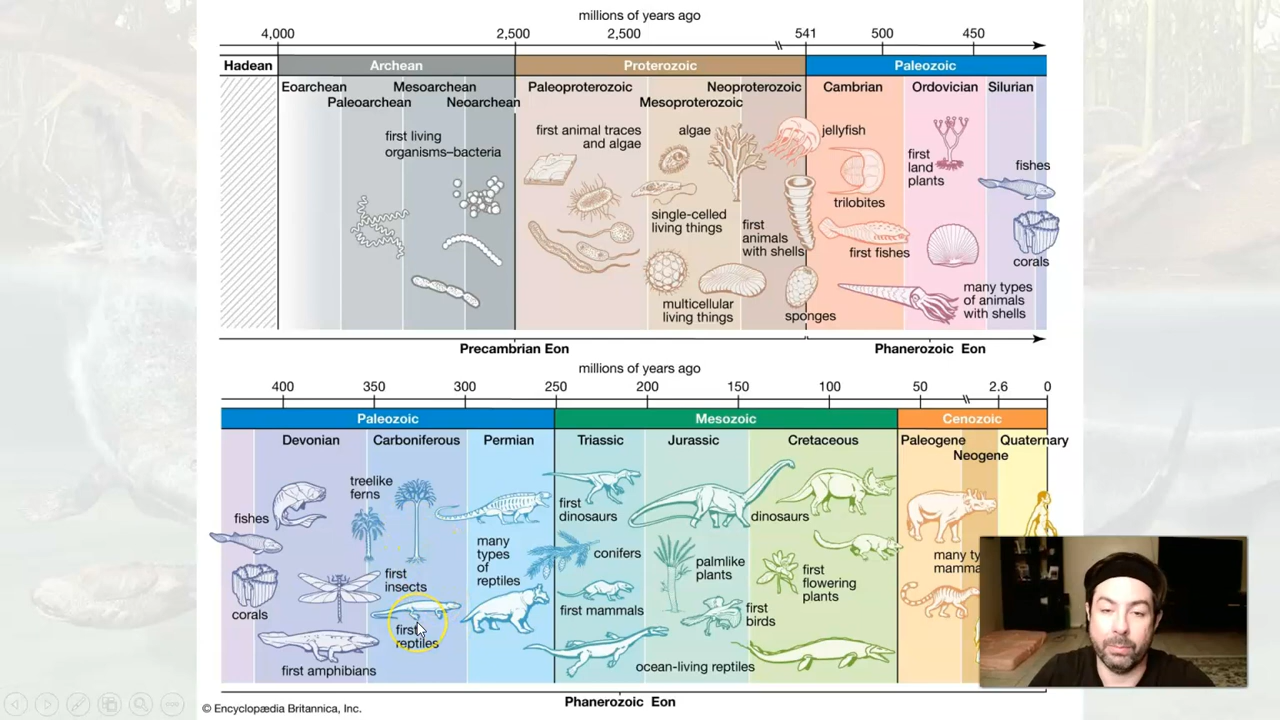 millions of years ago
4,000
2,500
2,500
541
500
450
Hadean
Archean
Proterozoic
Paleozoic
Eoarchean
Mesoarchean
Paleoproterozoic
Neoproterozoic
Cambrian
Ordovician
Silurian
Paleoarchean
Neoarchean
Mesoproterozoic
first living
organisms–bacteria
first animal traces
and algae
algae
jellyfish
first
land
plants
fishes
trilobites
single-celled
living things
first
animals
with shells
first fishes
corals
multicellular
living things
sponges
many types
of animals
with shells
Precambrian Eon
Phanerozoic Eon
millions of years ago
400
350
300
250
200
150
100
50
2.6
0
Paleozoic
Mesozoic
Cenozoic
Devonian
Carboniferous
Permian
Triassic
Jurassic
Cretaceous
Paleogene
Quaternary
Neogene
treelike
ferns
fishes
first
dinosaurs
dinosaurs
many
types
of
reptiles
conifers
palmlike
plants
first
insects
first
flowering
plants
many ty
mamma
corals
first mammals
first
birds
first
reptiles
first amphibians
ocean-living reptiles
Phanerozoic Eon
© Encyclopædia Britannica, Inc.